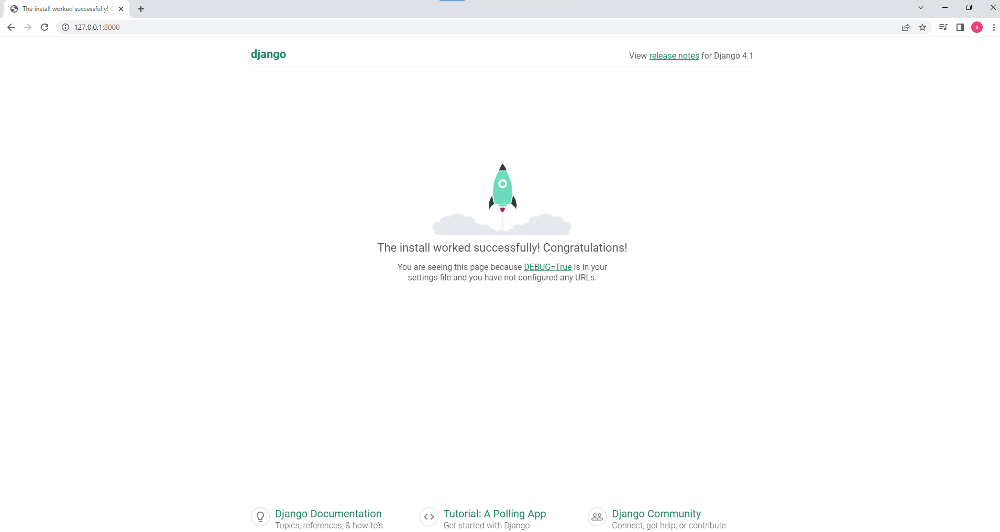 The install worked successfully!
127.0.0.1:8000
s
django
View release notes for Django 4.1
The install worked successfully! Congratulations!
You are seeing this page because DEBUG=True is in your
settings file and you have not configured any URLs.
Django Documentation
Topics, references, & how-to’s
Tutorial: A Polling App
Get started with Django
Django Community
Connect, get help, or contribute